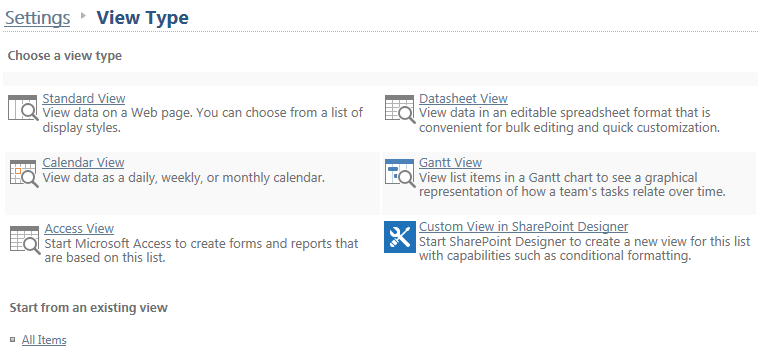 Settings View Type
Choose a view type
Standard View
View data on a Web page. You can choose from a list of
display styles.
Datasheet View
View data in an editable spreadsheet format that is
convenient for bulk editing and quick customization.
Calendar View
View data as a daily, weekly, or monthly calendar.
Gantt View
View list items in a Gantt chart to see a graphical
representation of how a team's tasks relate over time.
Access View
Start Microsoft Access to create forms and reports that
are based on this list.
Custom View in SharePoint Designer
Start SharePoint Designer to create a new view for this list
with capabilities such as conditional formatting.
Start from an existing view
All Items